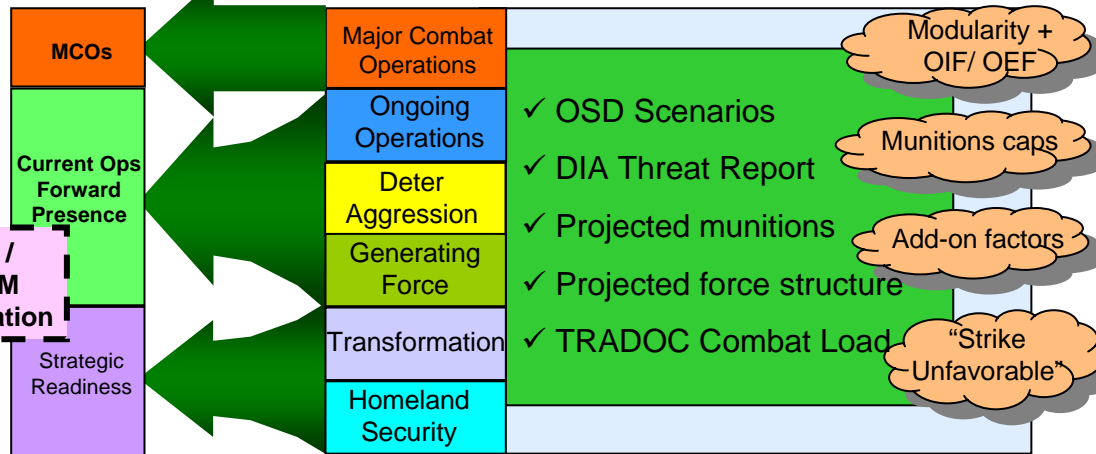 MCOs
Current Ops
Forward
Presence
/
Strategic
Readiness
Major Combat
Operations
Ongoing
Operations
Deter
Aggression
Generating
Force
Transformation
Homeland
Security
✓ OSD Scenarios
✓ DIA Threat Report
✓ Projected munitions
✓ Projected force structure
✓ TRADOC Combat Load
Modularity +
OIF/ OEF
Munitions caps
Add-on factors
“Strike
Unfavorable”